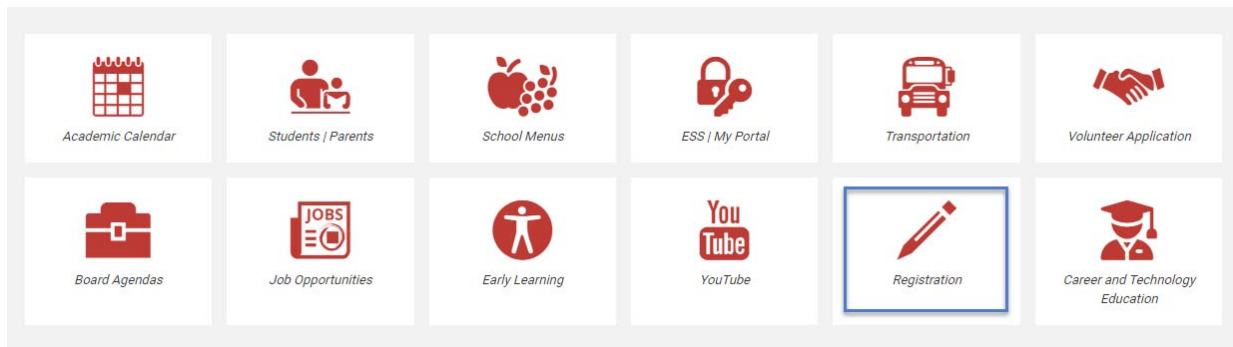 Academic Calendar
Students | Parents
School Menus
ESS | My Portal
Transportation
Volunteer Application
JOBS
You
Tube
Board Agendas
Job Opportunities
Early Learning
YouTube
Registration
Career and Technology
Education